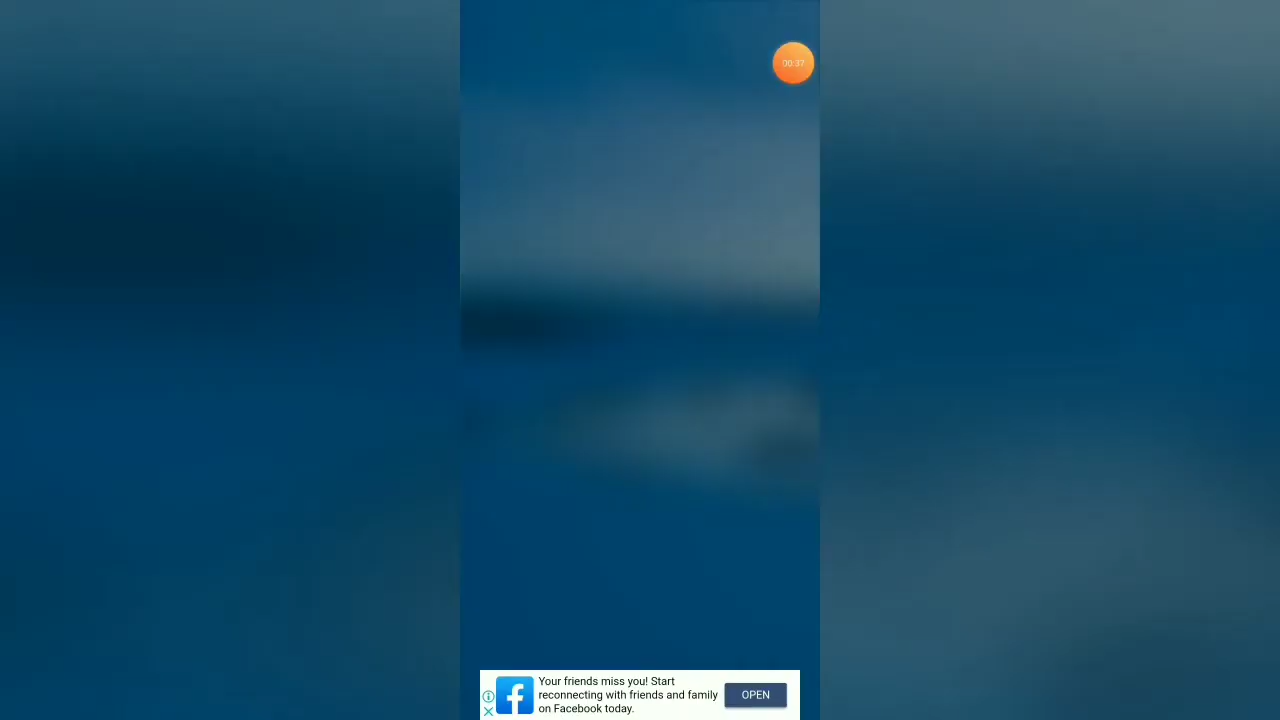 00:37
Your friends miss you! Start
reconnecting with friends and family
on Facebook today.
OPEN